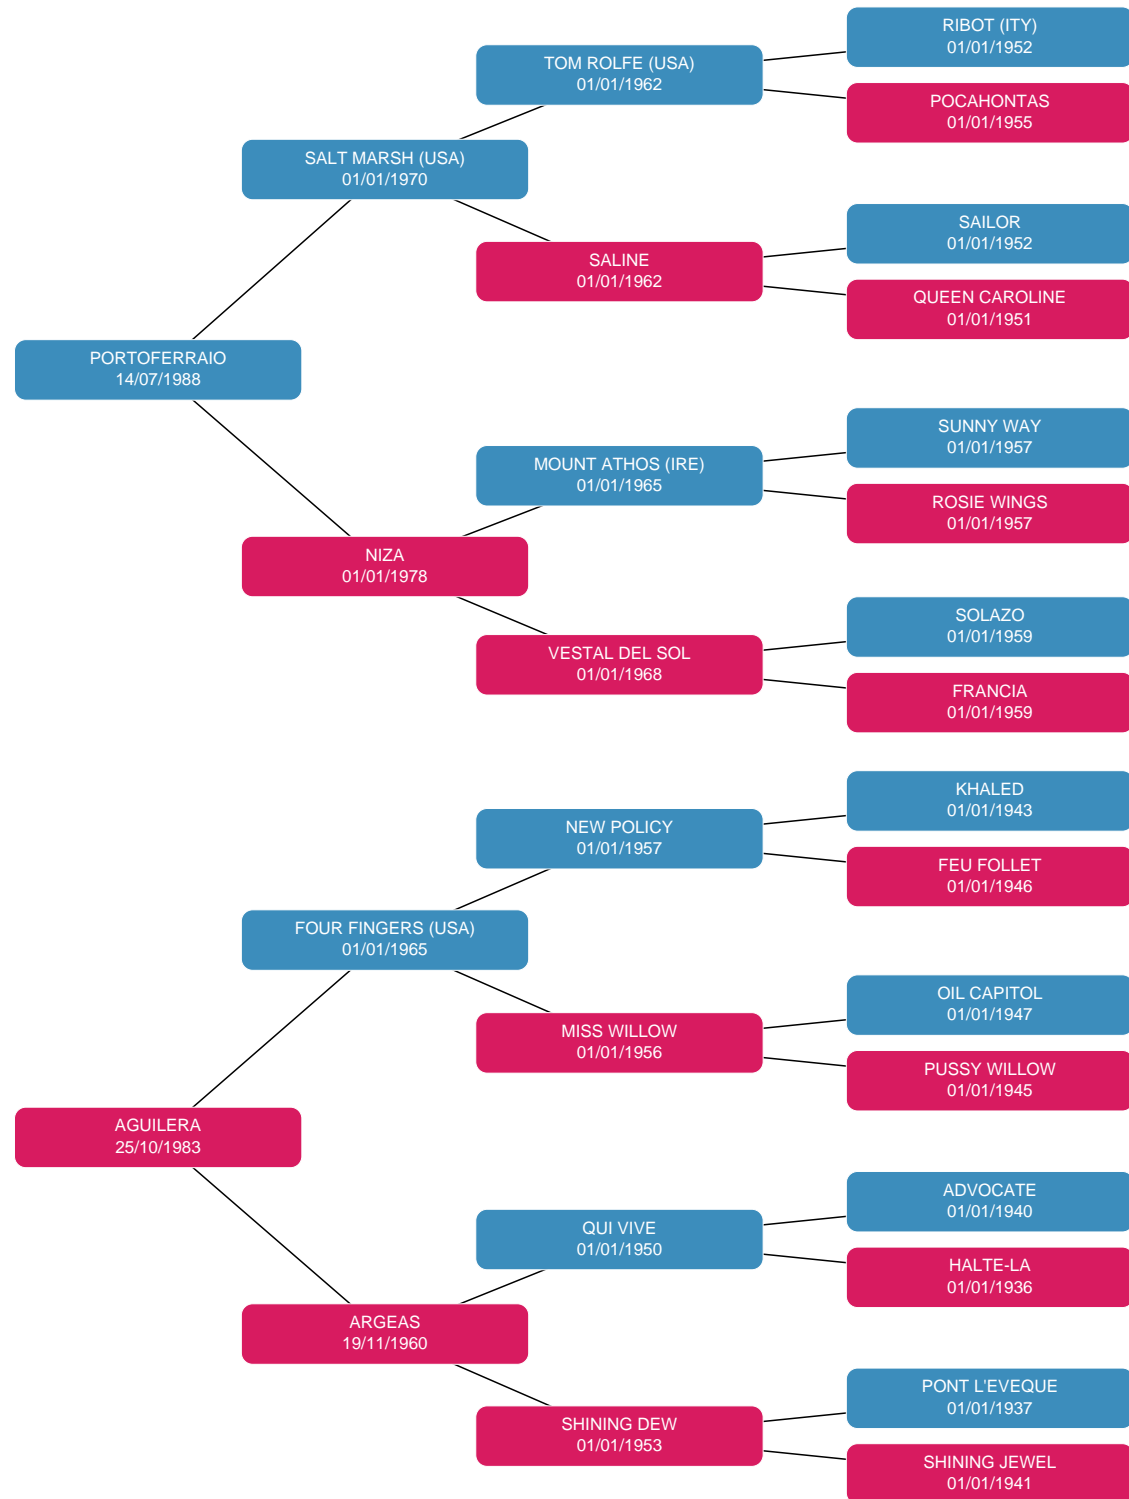 RIBOT (ITY)
01/01/1952
TOM ROLFE (USA)
01/01/1962
POCAHONTAS
01/01/1955
SALT MARSH (USA)
01/01/1970
SAILOR
01/01/1952
SALINE
01/01/1962
QUEEN CAROLINE
01/01/1951
PORTOFERRAIO
14/07/1988
SUNNY WAY
01/01/1957
MOUNT ATHOS (IRE)
01/01/1965
ROSIE WINGS
01/01/1957
NIZA
01/01/1978
SOLAZO
01/01/1959
VESTAL DEL SOL
01/01/1968
FRANCIA
01/01/1959
KHALED
01/01/1943
NEW POLICY
01/01/1957
FEU FOLLET
01/01/1946
FOUR FINGERS (USA)
01/01/1965
OIL CAPITOL
01/01/1947
MISS WILLOW
01/01/1956
PUSSY WILLOW
01/01/1945
AGUILERA
25/10/1983
ADVOCATE
01/01/1940
QUI VIVE
01/01/1950
HALTE-LA
01/01/1936
ARGEAS
19/11/1960
PONT L'EVEQUE
01/01/1937
SHINING DEW
01/01/1953
SHINING JEWEL
01/01/1941